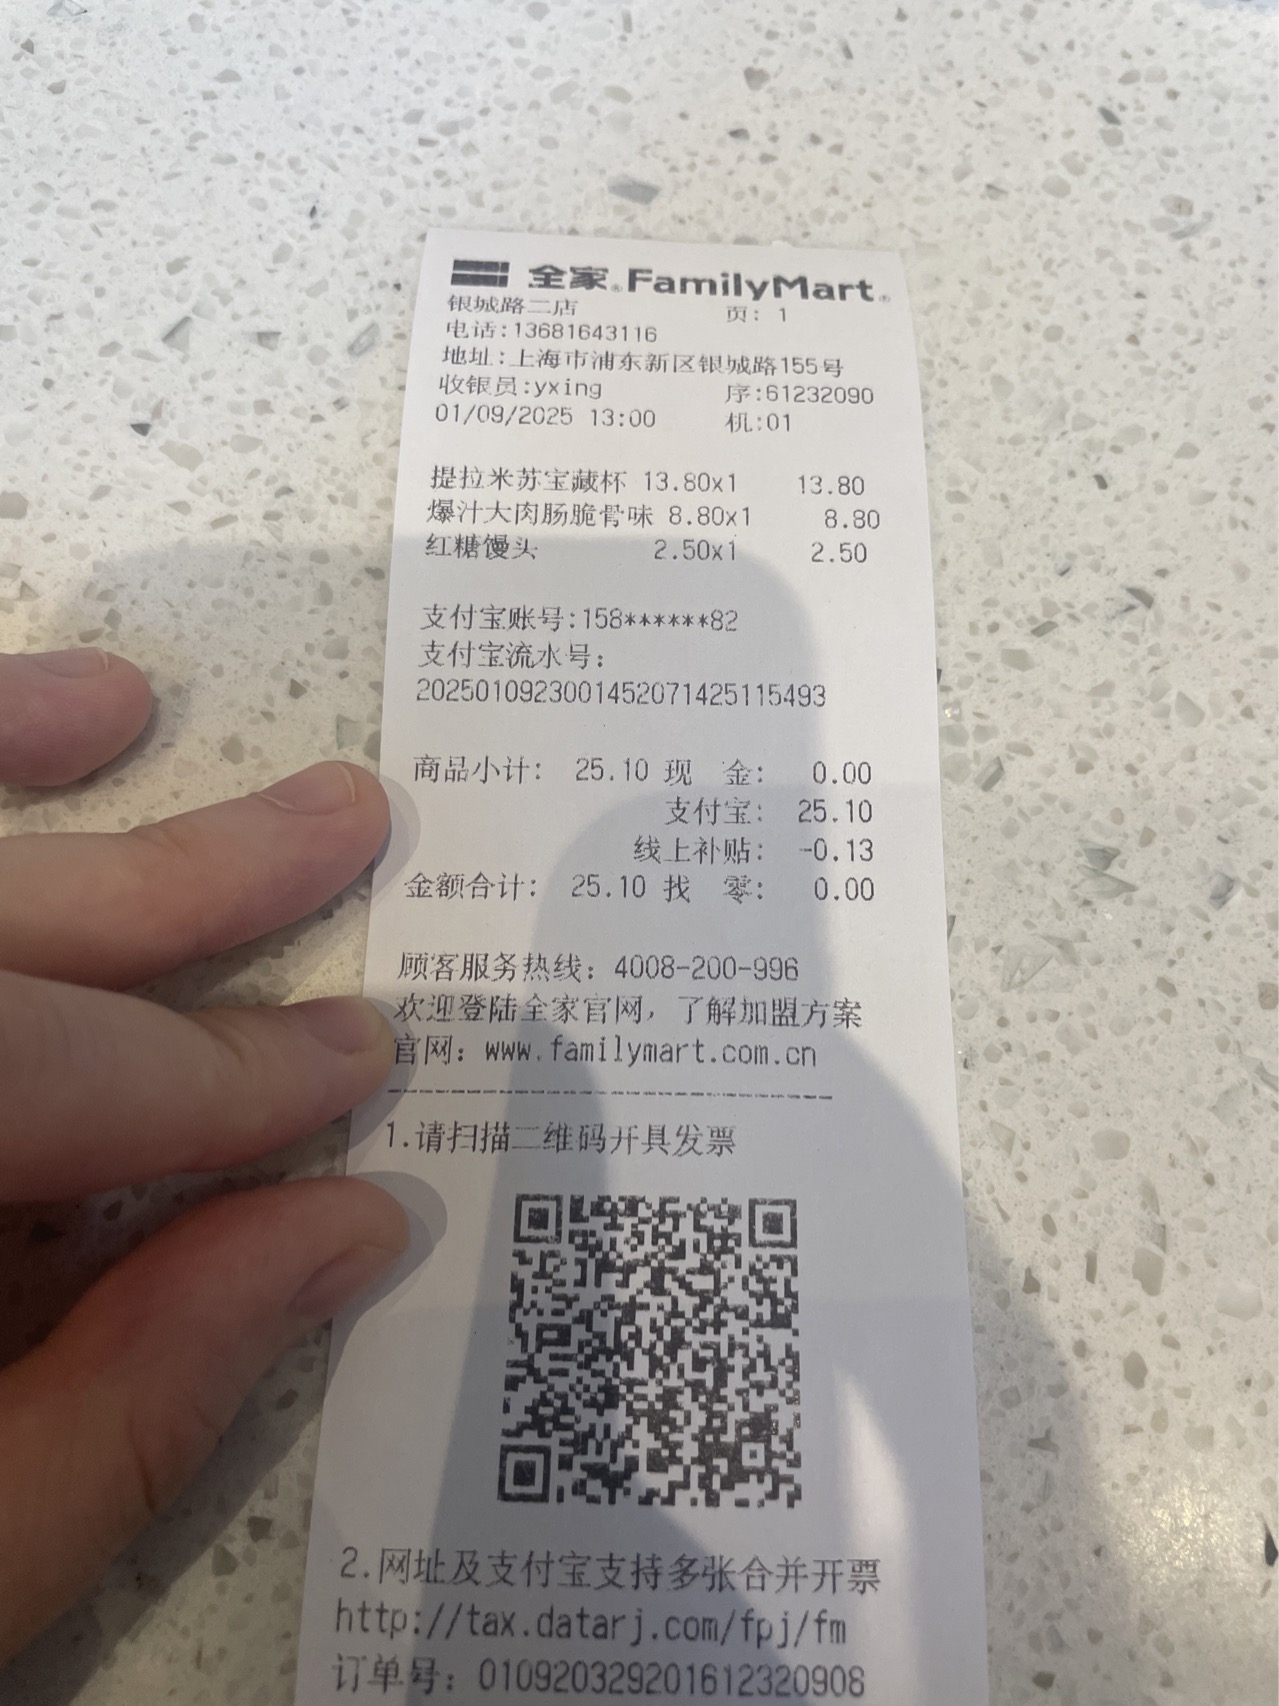 全家®FamilyMart®
银城路二店 页: 1
电话:13681643116
地址:上海市浦东新区银城路155号
收银员:yxing 序:61232090
01/09/2025 13:00 机:01
提拉米苏宝藏杯 13.80x1 13.80
爆汁大肉肠脆骨味 8.80x1 8.80
红糖馒头 2.50x1 2.50
支付宝账号:158******82
支付宝流水号:
2025010923001452071425115493
商品小计: 25.10 现 金: 0.00
支付宝: 25.10
线上补贴: -0.13
金额合计: 25.10 找 零: 0.00
顾客服务热线: 4008-200-996
欢迎登陆全家官网, 了解加盟方案
官网: www.familymart.com.cn
1.请扫描二维码开具发票
2.网址及支付宝支持多张合并开票
http://tax.datarj.com/fpj/fm
订单号: 010920329201612320908